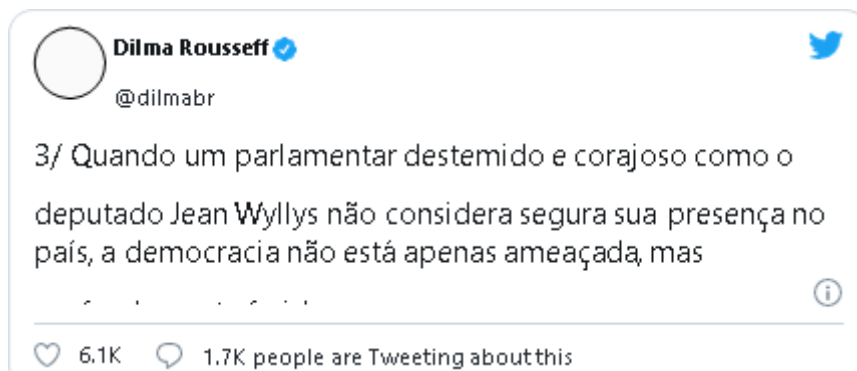 Dilma Rousseff
@dilmabr
3/ Quando um parlamentar destemido e corajoso como o
deputado Jean Wyllys não considera segura sua presença no
país, a democracia não está apenas ameaçada, mas
6.1K 1.7K people are Tweeting about this